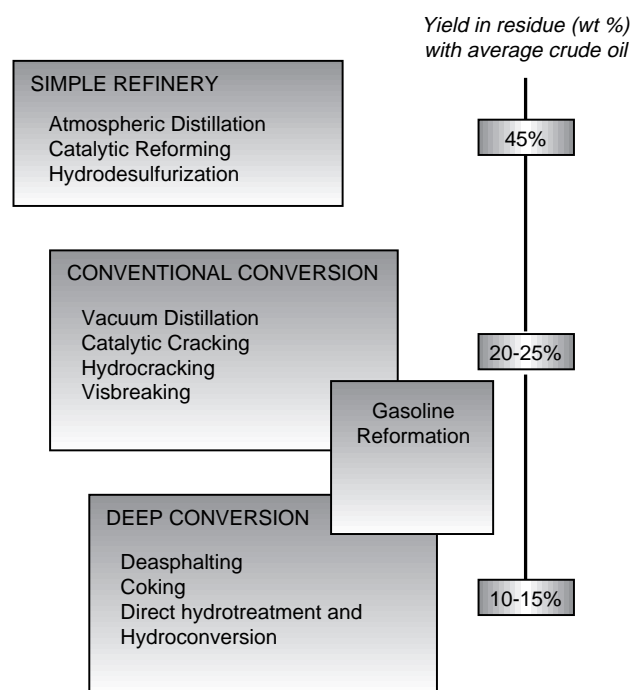 Yield in residue (wt %)
with average crude oil
SIMPLE REFINERY
Atmospheric Distillation
Catalytic Reforming
Hydrodesulfurization
45%
CONVENTIONAL CONVERSION
Vacuum Distillation
Catalytic Cracking
Hydrocracking
Visbreaking
20-25%
Gasoline
Reformation
DEEP CONVERSION
Deasphalting
Coking
Direct hydrotreatment and
Hydroconversion
10-15%